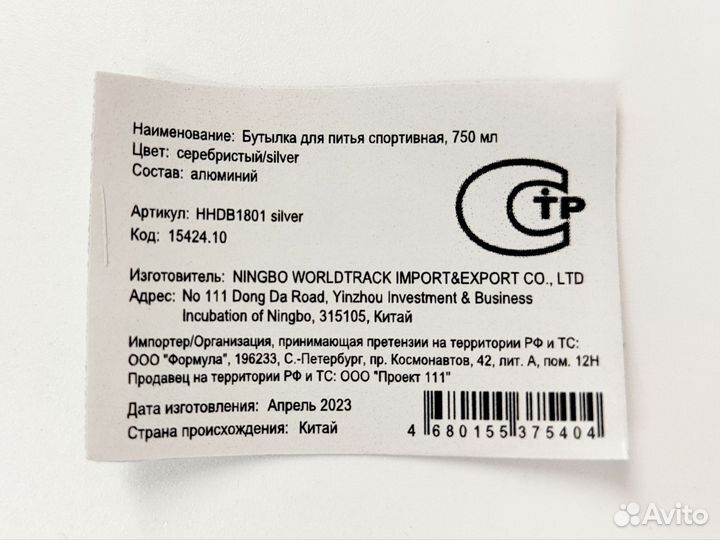 Наименование: Бутылка для питья спортивная, 750 мл
Цвет: серебристый/silver
Состав: алюминий
Артикул: HHDB1801 silver
Код: 15424.10
СТР
Изготовитель: NINGBO WORLDTRACK IMPORT&EXPORT CO., LTD
Адрес: No 111 Dong Da Road, Yinzhou Investment & Business
Incubation of Ningbo, 315105, Китай
Импортер/Организация, принимающая претензии на территории РФ и ТС:
ООО "Формула", 196233, С.-Петербург, пр. Космонавтов, 42, лит. А, пом. 12Н
Продавец на территории РФ и ТС: ООО "Проект 111"
Дата изготовления: Апрель 2023
Страна происхождения: Китай
4 680155 375404
Avito